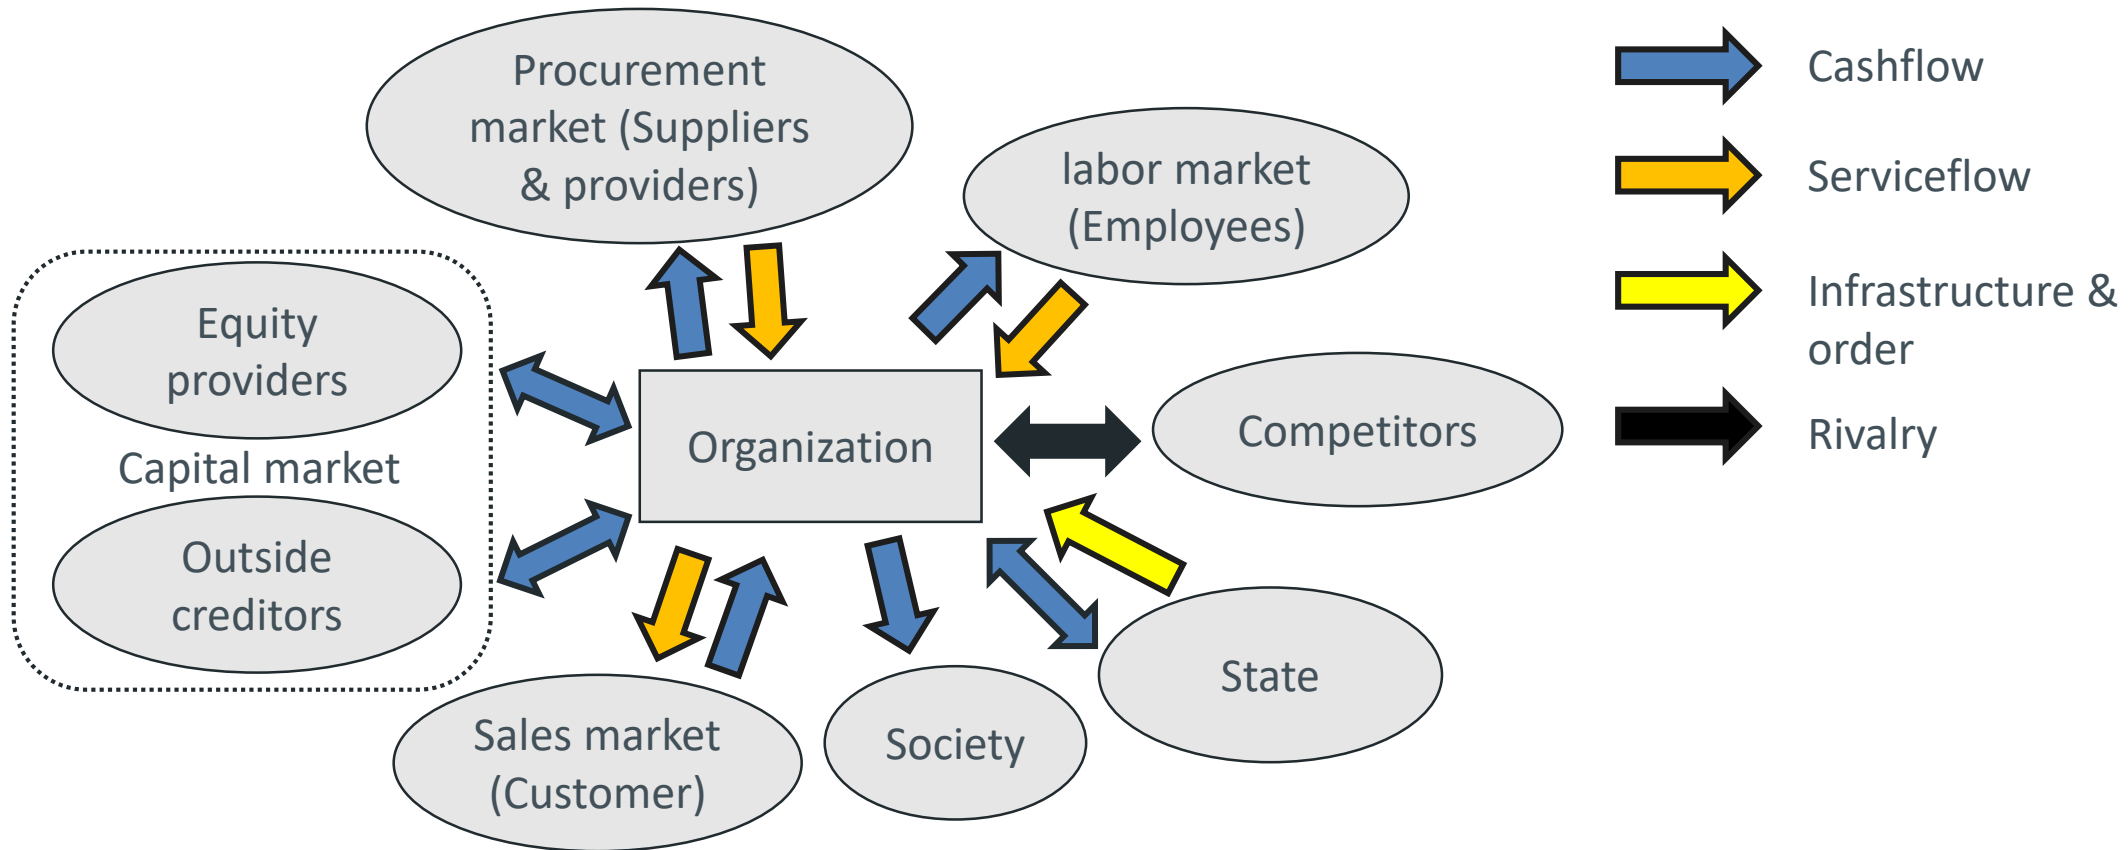 Procurement
market (Suppliers
& providers)
labor market
(Employees)
Equity
providers
Capital market
Outside
creditors
Organization
Competitors
State
Society
Sales market
(Customer)
Cashflow
Serviceflow
Infrastructure &
order
Rivalry